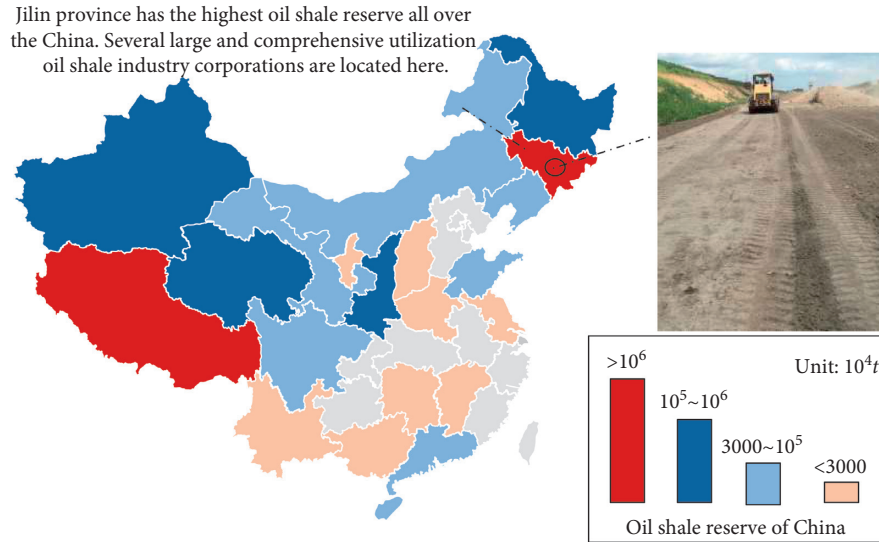 Jilin province has the highest oil shale reserve all over
the China. Several large and comprehensive utilization
oil shale industry corporations are located here.
>10⁶
Unit: 10⁴t
10⁵~10⁶
3000~10⁵
<3000
Oil shale reserve of China